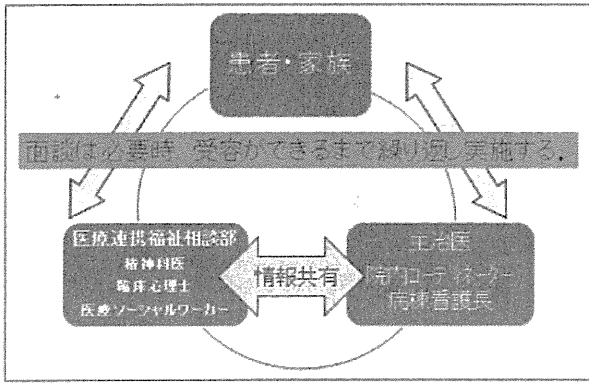 患者・家族
面談は必要時 受容ができるまで繰り返し実施する.
医療連携福祉相談部
精神科医
臨床心理士
医療ソーシャルワーカー
情報共有
主治医
院内コーディネーター
病棟看護長